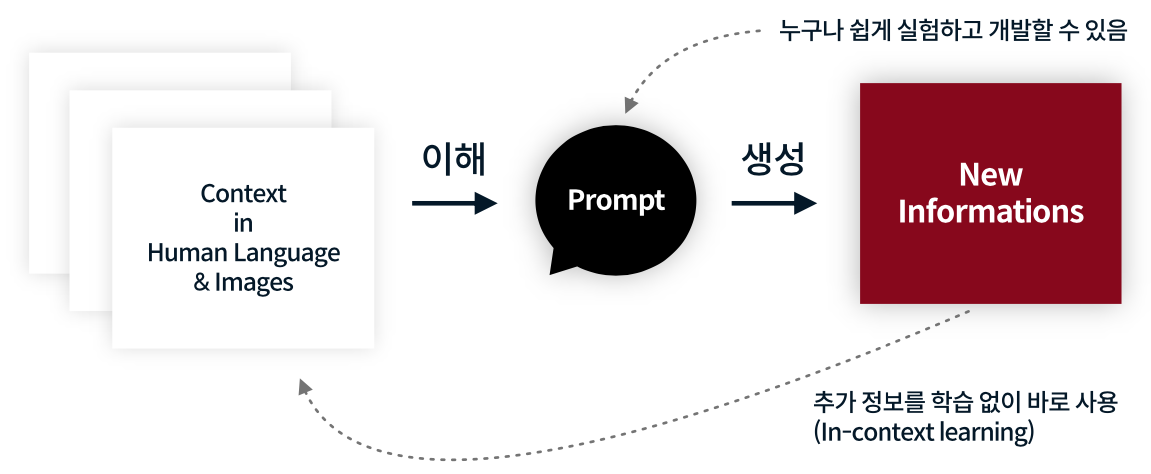 누구나 쉽게 실험하고 개발할 수 있음
이해
생성
Context
in
Human Language
& Images
Prompt
New
Informations
추가 정보를 학습 없이 바로 사용
(In-context learning)